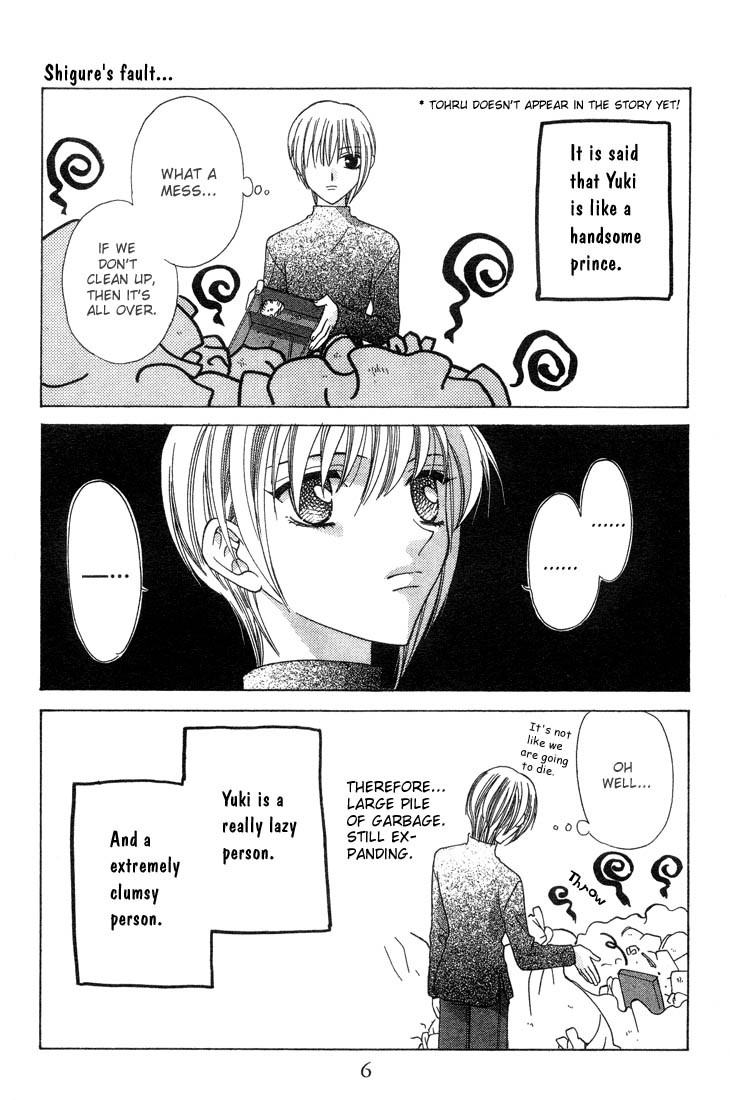 Shigure's fault...
* TOHRU DOESN'T APPEAR IN THE STORY YET!
It is said
that Yuki
is like a
handsome
prince.
WHAT A
MESS...
IF WE
DON'T
CLEAN UP,
THEN IT'S
ALL OVER.
......
......
——...
OH
WELL...
It's not
like we
are going
to die.
THEREFORE...
LARGE PILE
OF GARBAGE.
STILL EX-
PANDING.
Throw
Yuki is a
really lazy
person.
And a
extremely
clumsy
person.
6